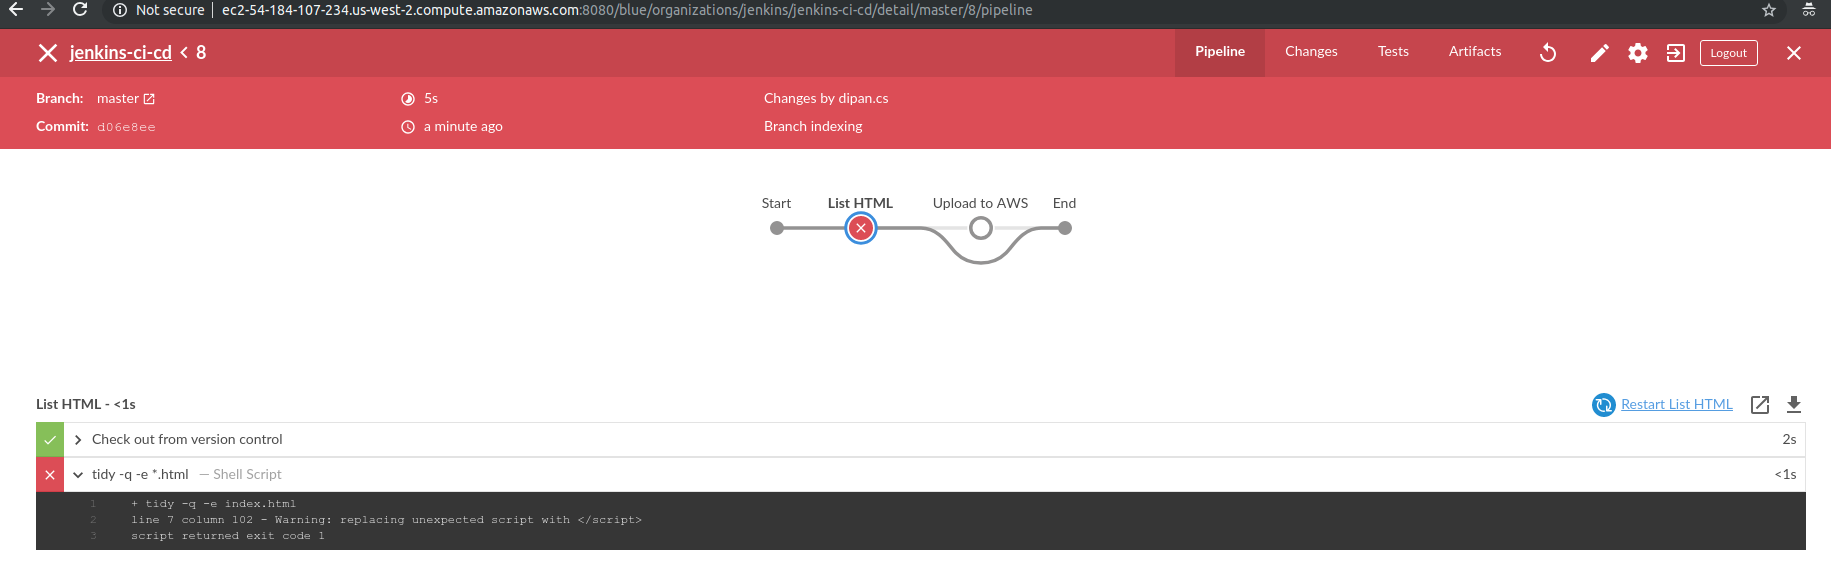 Not secure | ec2-54-184-107-234.us-west-2.compute.amazonaws.com:8080/blue/organizations/jenkins/jenkins-ci-cd/detail/master/8/pipeline
jenkins-ci-cd < 8 Pipeline Changes Tests Artifacts Logout
Branch: master 5s Changes by dipan.cs
Commit: d06e8ee a minute ago Branch indexing
Start List HTML Upload to AWS End
List HTML - <1s Restart List HTML
Check out from version control 2s
tidy -q -e *.html — Shell Script <1s
1 + tidy -q -e index.html
2 line 7 column 102 - Warning: replacing unexpected script with </script>
3 script returned exit code 1